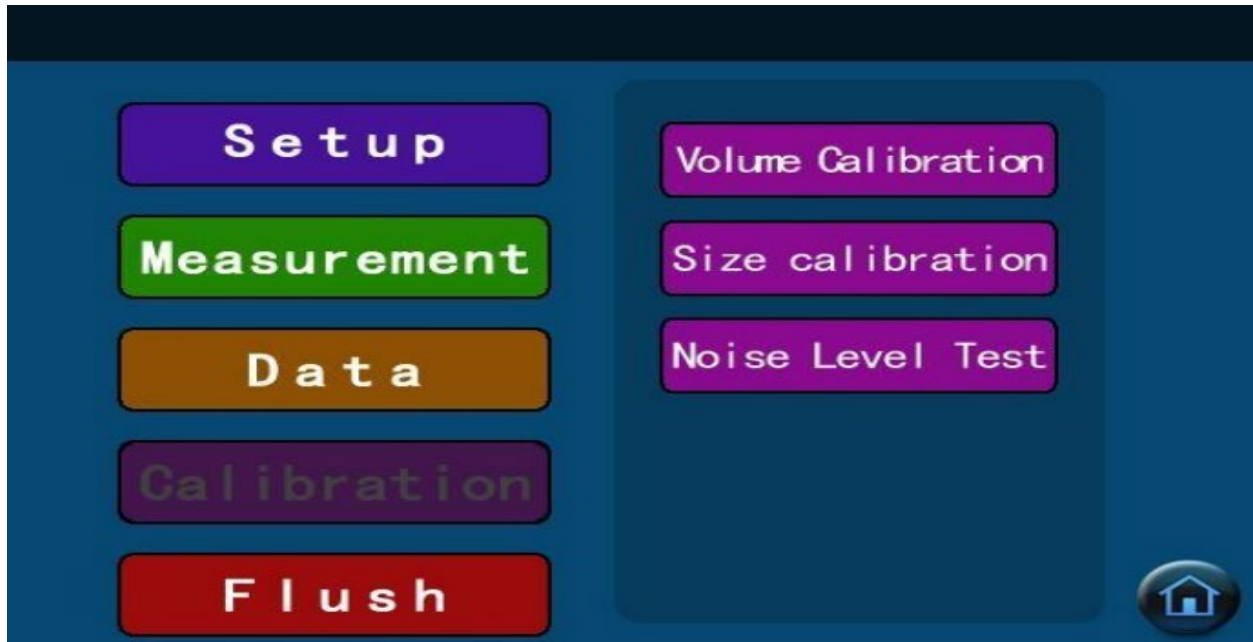 Setup
Measurement
Data
Calibration
Flush
Volume Calibration
Size calibration
Noise Level Test